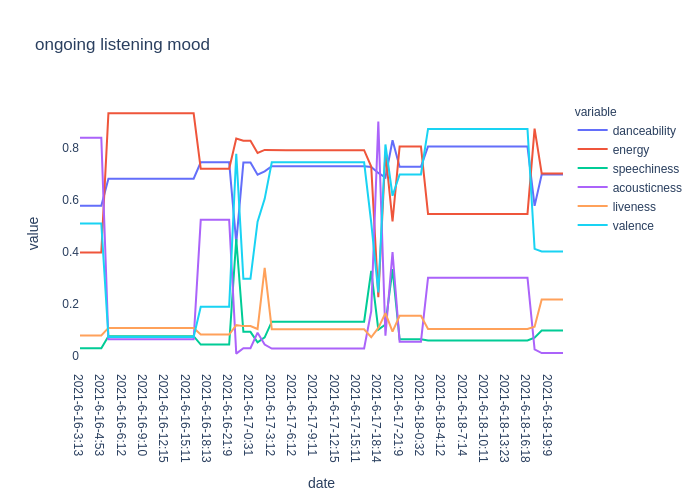 ongoing listening mood
variable
danceability
energy
speechiness
acousticness
liveness
valence
value
0.8
0.6
0.4
0.2
0
2021-6-16-3:13
2021-6-16-4:53
2021-6-16-6:12
2021-6-16-9:10
2021-6-16-12:15
2021-6-16-15:11
2021-6-16-18:13
2021-6-16-21:9
2021-6-17-0:31
2021-6-17-3:12
2021-6-17-6:12
2021-6-17-9:11
2021-6-17-12:15
2021-6-17-15:11
2021-6-17-18:14
2021-6-17-21:9
2021-6-18-0:32
2021-6-18-4:12
2021-6-18-7:14
2021-6-18-10:11
2021-6-18-13:23
2021-6-18-16:18
2021-6-18-19:9
date